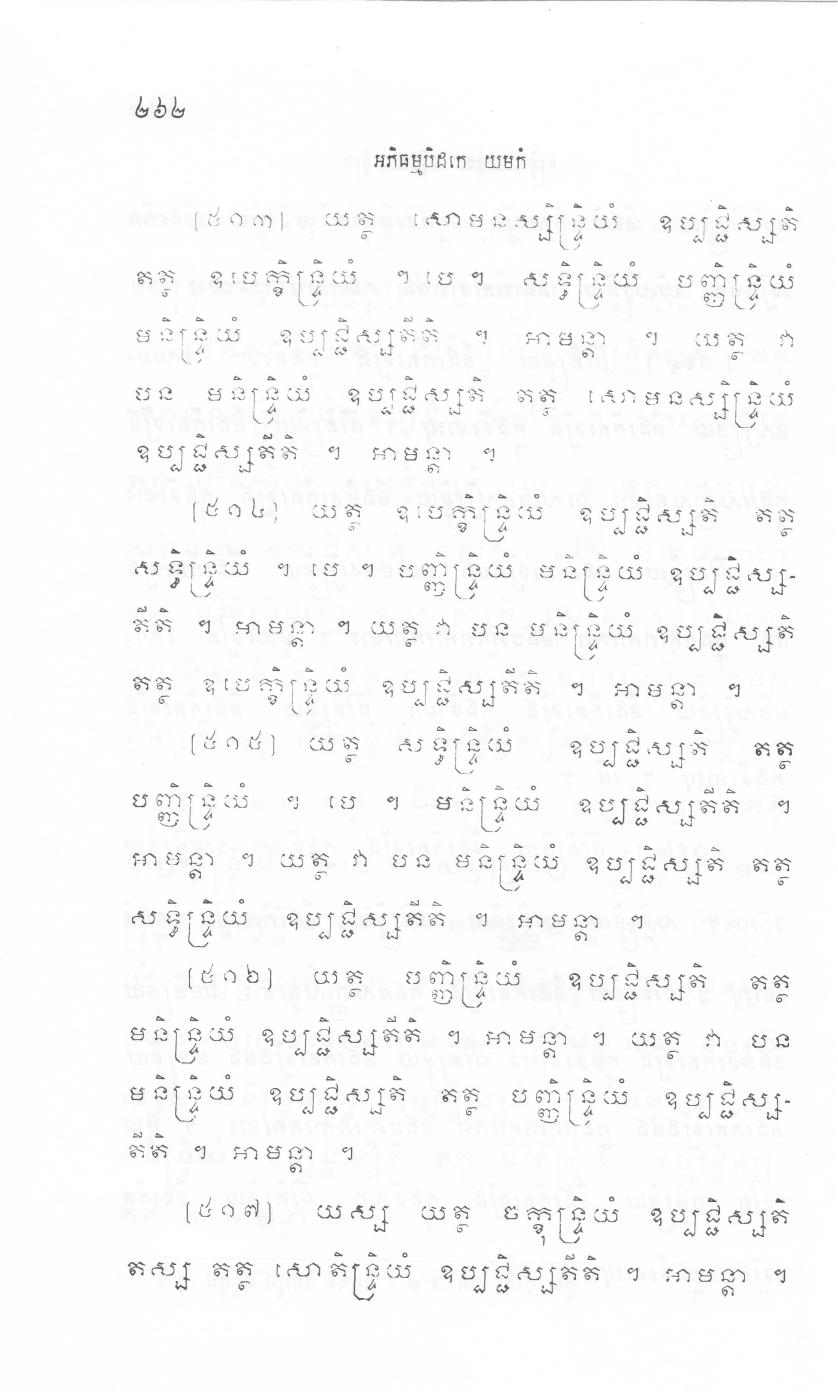 ២៦២
អភិធម្មបិដកេ យមកំ
[៥១៣] យត្ថ សោមនស្សិន្ទ្រិយំ ឧប្បជ្ជិស្សតិ
តត្ថ ឧបេក្ខិន្ទ្រិយំ ។ បេ ។ សទ្ធិន្ទ្រិយំ បញ្ញិន្ទ្រិយំ
មនិន្ទ្រិយំ ឧប្បជ្ជិស្សតីតិ ។ អាមន្តា ។ យត្ថ វា
បន មនិន្ទ្រិយំ ឧប្បជ្ជិស្សតិ តត្ថ សោមនស្សិន្ទ្រិយំ
ឧប្បជ្ជិស្សតីតិ ។ អាមន្តា ។
[៥១៤] យត្ថ ឧបេក្ខិន្ទ្រិយំ ឧប្បជ្ជិស្សតិ តត្ថ
សទ្ធិន្ទ្រិយំ ។ បេ ។ បញ្ញិន្ទ្រិយំ មនិន្ទ្រិយំ ឧប្បជ្ជិស្ស-
តីតិ ។ អាមន្តា ។ យត្ថ វា បន មនិន្ទ្រិយំ ឧប្បជ្ជិស្សតិ
តត្ថ ឧបេក្ខិន្ទ្រិយំ ឧប្បជ្ជិស្សតីតិ ។ អាមន្តា ។
[៥១៥] យត្ថ សទ្ធិន្ទ្រិយំ ឧប្បជ្ជិស្សតិ តត្ថ
បញ្ញិន្ទ្រិយំ ។ បេ ។ មនិន្ទ្រិយំ ឧប្បជ្ជិស្សតីតិ ។
អាមន្តា ។ យត្ថ វា បន មនិន្ទ្រិយំ ឧប្បជ្ជិស្សតិ តត្ថ
សទ្ធិន្ទ្រិយំ ឧប្បជ្ជិស្សតីតិ ។ អាមន្តា ។
[៥១៦] យត្ថ បញ្ញិន្ទ្រិយំ ឧប្បជ្ជិស្សតិ តត្ថ
មនិន្ទ្រិយំ ឧប្បជ្ជិស្សតីតិ ។ អាមន្តា ។ យត្ថ វា បន
មនិន្ទ្រិយំ ឧប្បជ្ជិស្សតិ តត្ថ បញ្ញិន្ទ្រិយំ ឧប្បជ្ជិស្ស-
តីតិ ។ អាមន្តា ។
[៥១៧] យស្ស យត្ថ ចក្ខុន្ទ្រិយំ ឧប្បជ្ជិស្សតិ
តស្ស តត្ថ សោតិន្ទ្រិយំ ឧប្បជ្ជិស្សតីតិ ។ អាមន្តា ។